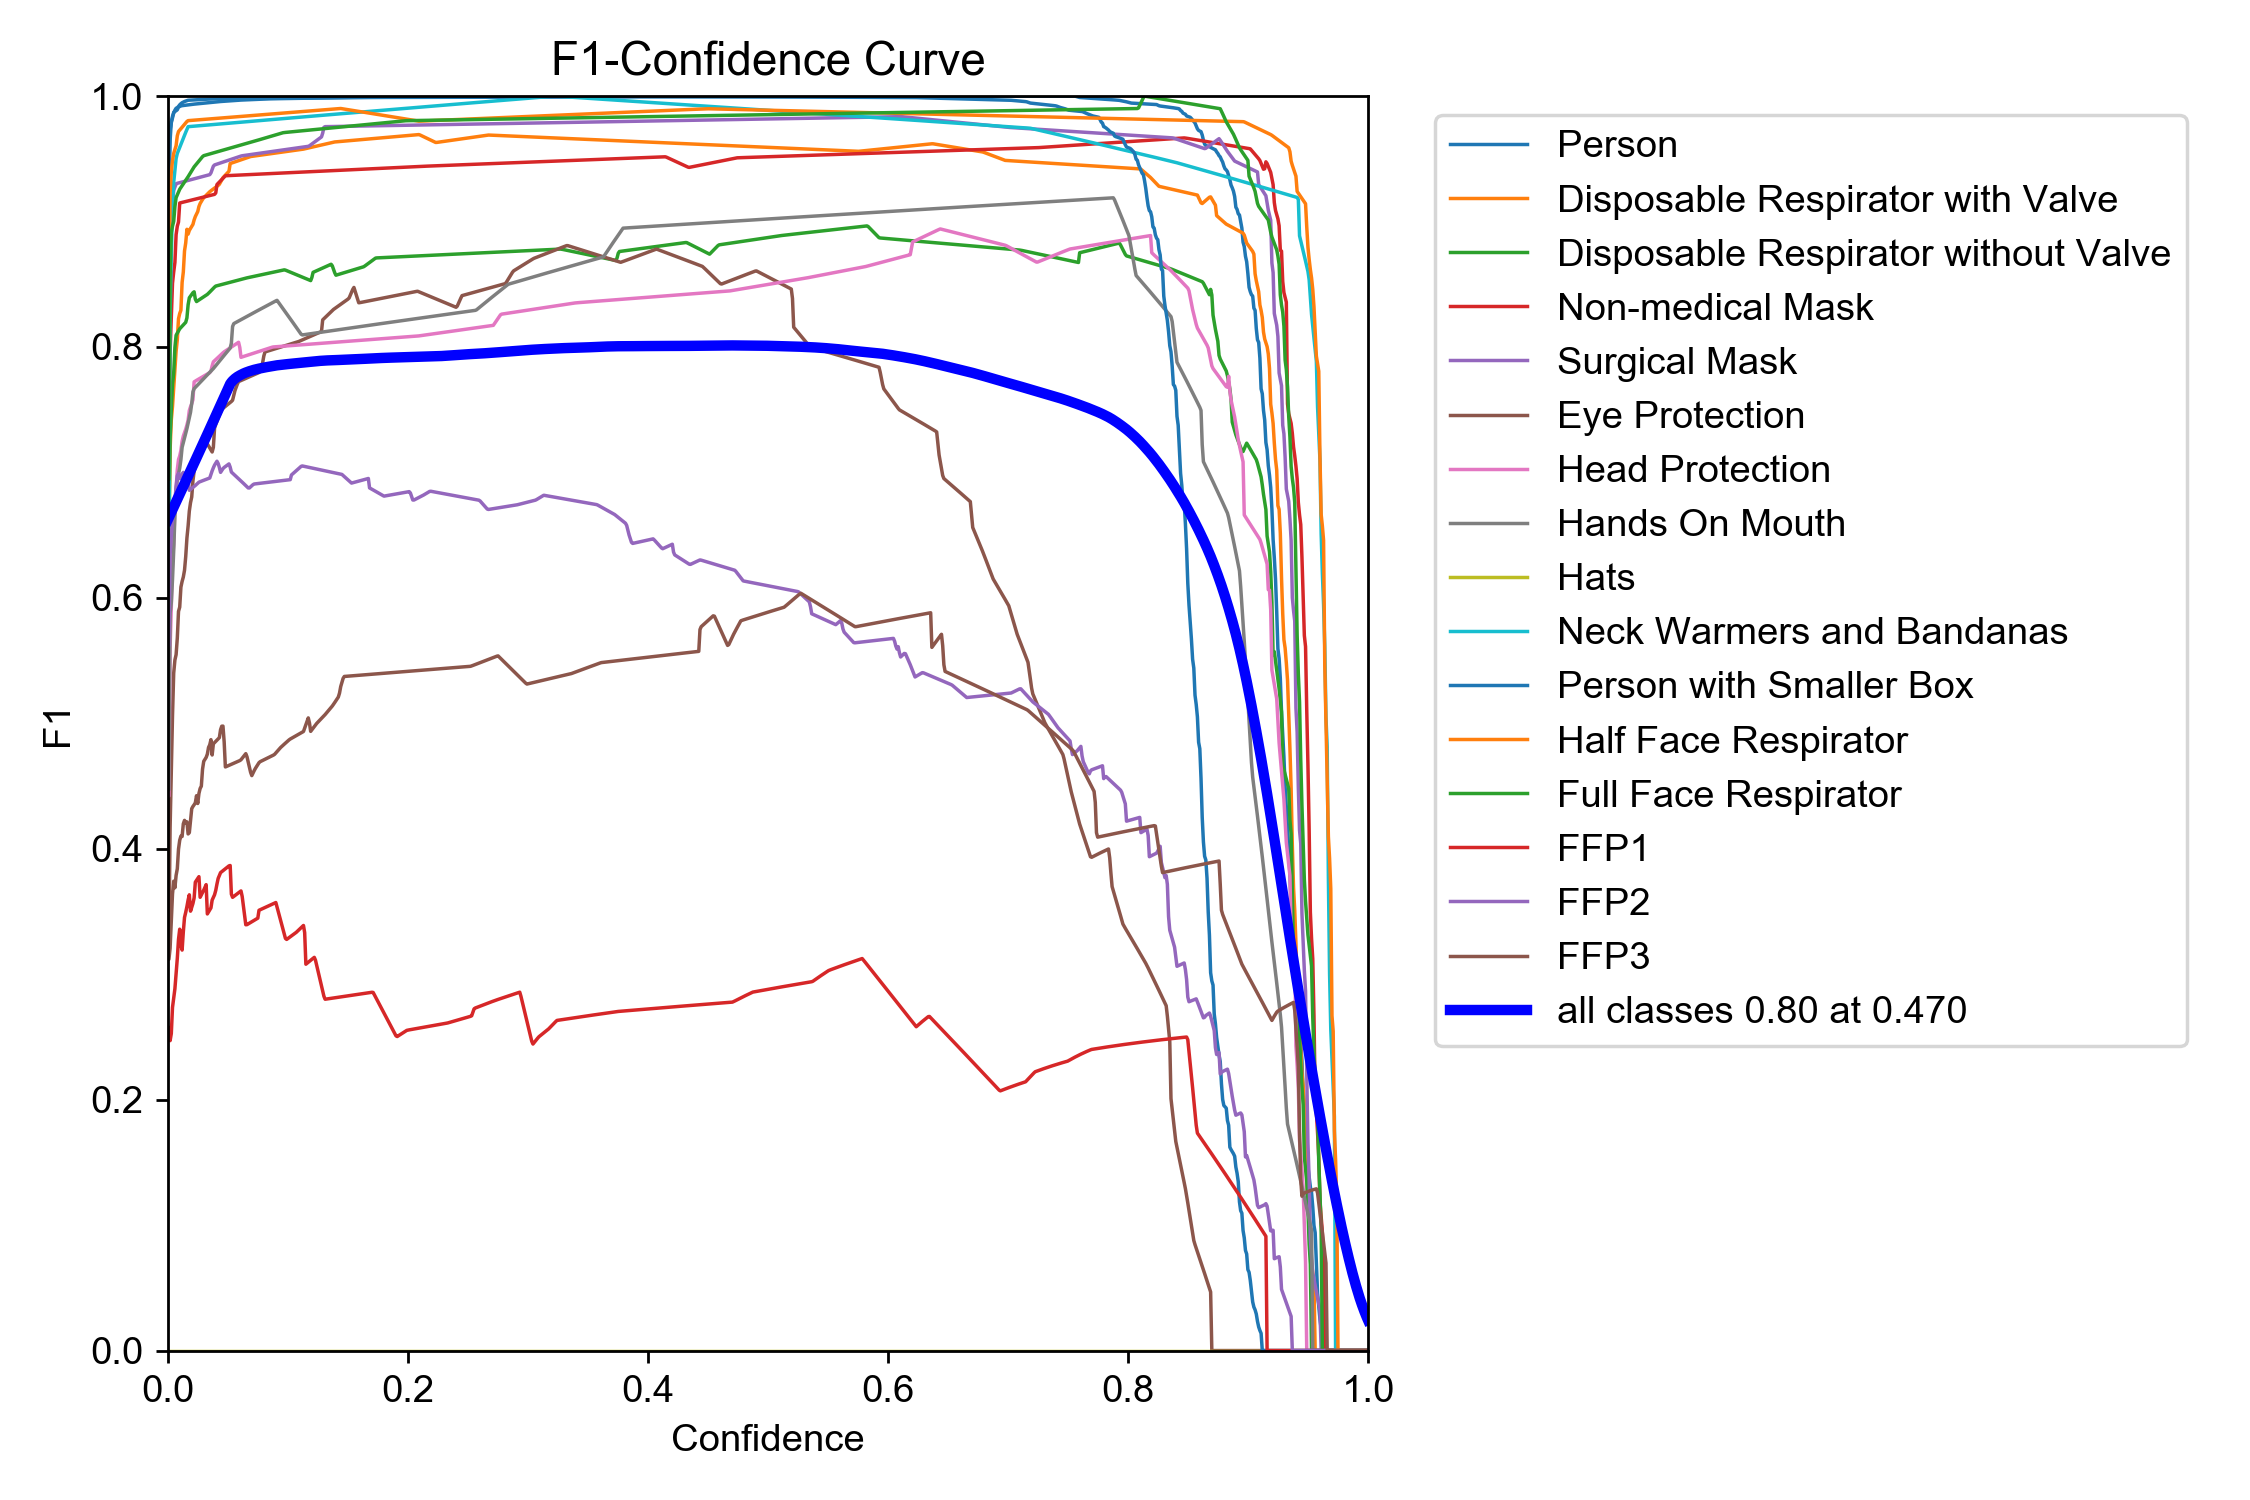 F1-Confidence Curve
1.0
0.8
0.6
0.4
0.2
0.0
F1
0.0 0.2 0.4 0.6 0.8 1.0
Confidence
Person
Disposable Respirator with Valve
Disposable Respirator without Valve
Non-medical Mask
Surgical Mask
Eye Protection
Head Protection
Hands On Mouth
Hats
Neck Warmers and Bandanas
Person with Smaller Box
Half Face Respirator
Full Face Respirator
FFP1
FFP2
FFP3
all classes 0.80 at 0.470